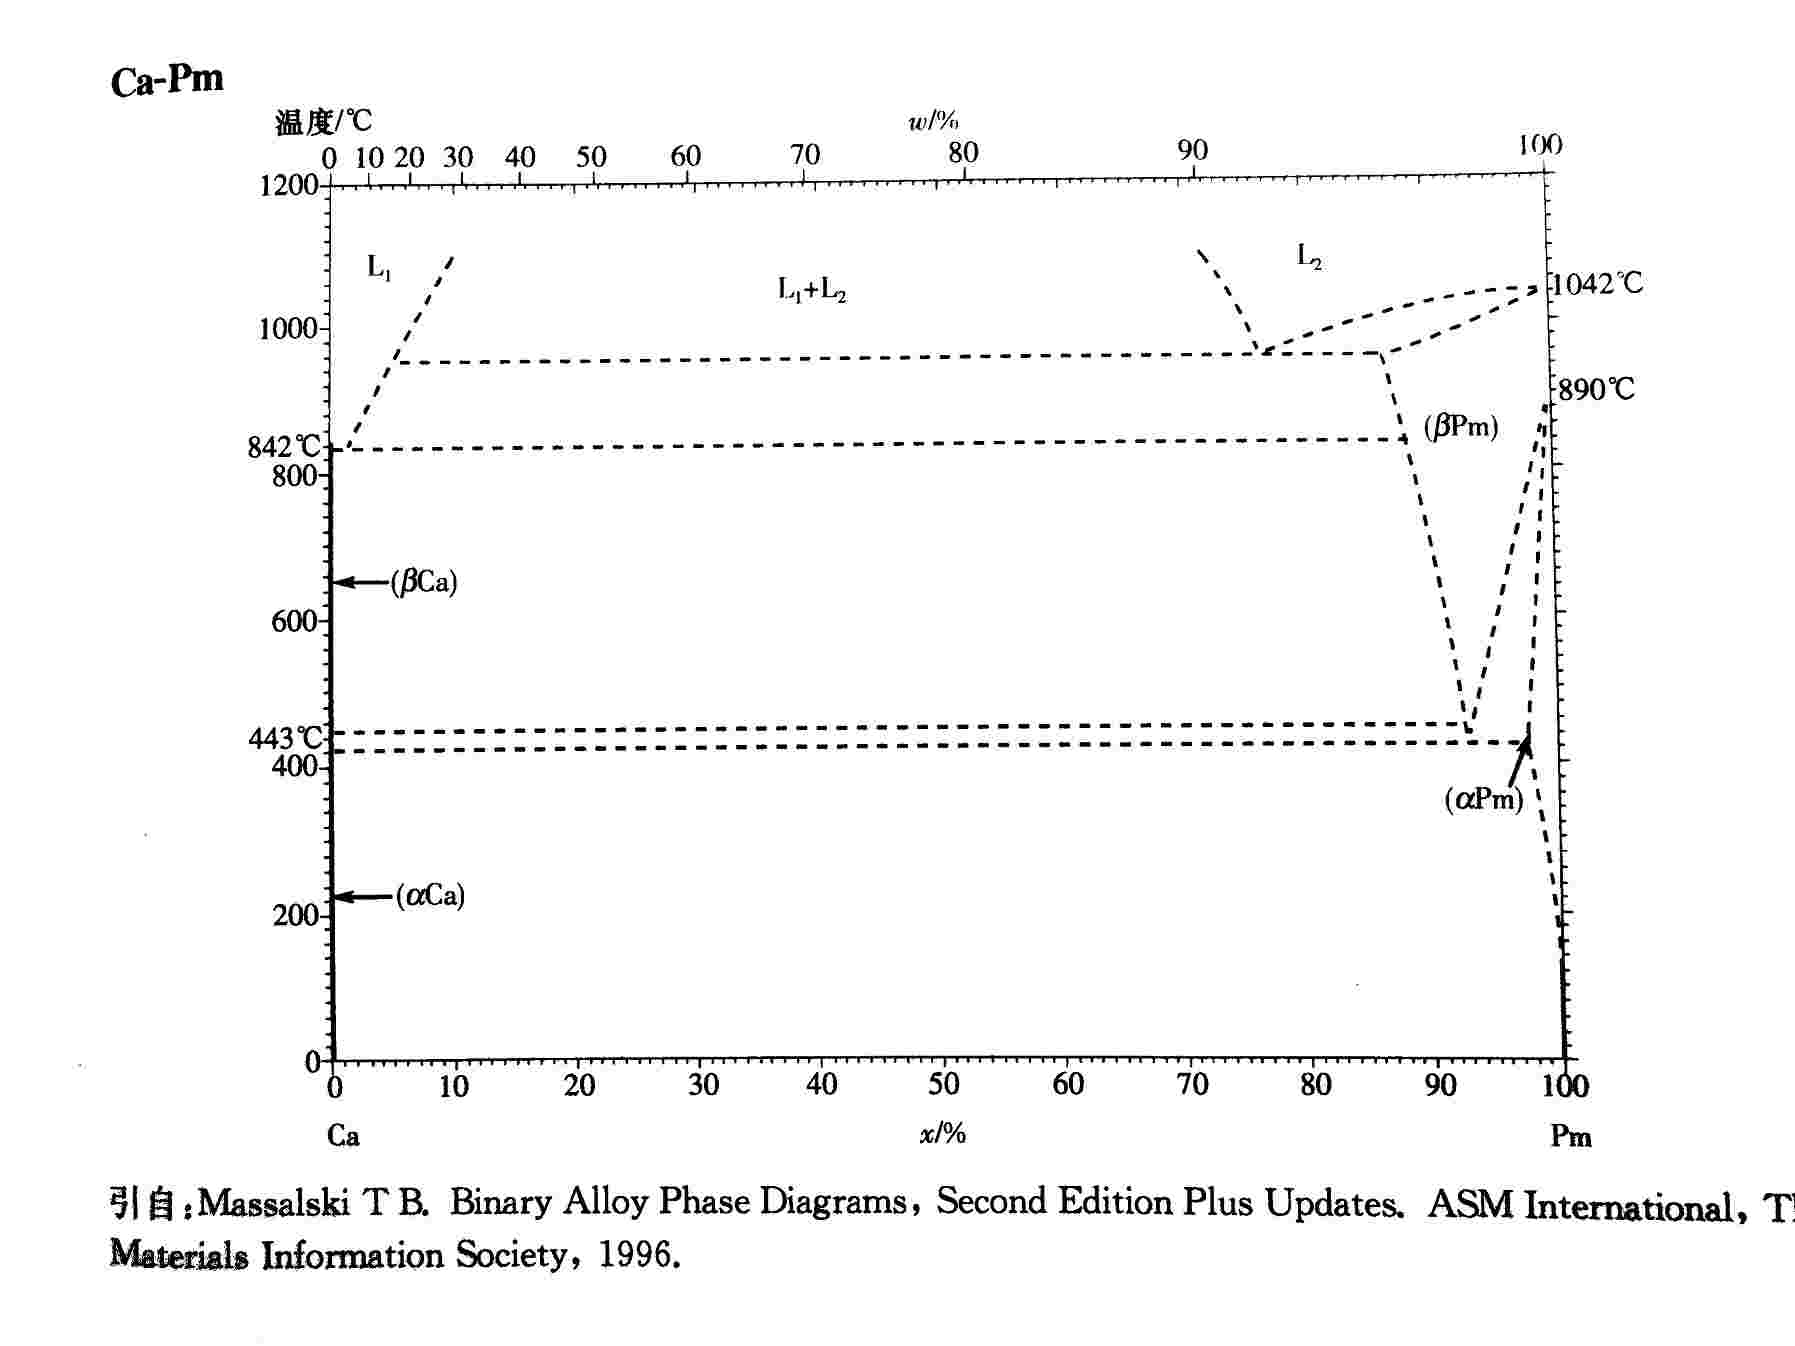 Ca-Pm
温度/℃
w/%
0 10 20 30 40 50 60 70 80 90 100
1200
L₁
L₁+L₂
L₂
1042℃
1000
890℃
842℃
(βPm)
800
(βCa)
600
443℃
400
(αPm)
(αCa)
200
0
0 10 20 30 40 50 60 70 80 90 100
Ca
x/%
Pm
引自:Massalski T B. Binary Alloy Phase Diagrams, Second Edition Plus Updates. ASM International,
Materials Information Society, 1996.